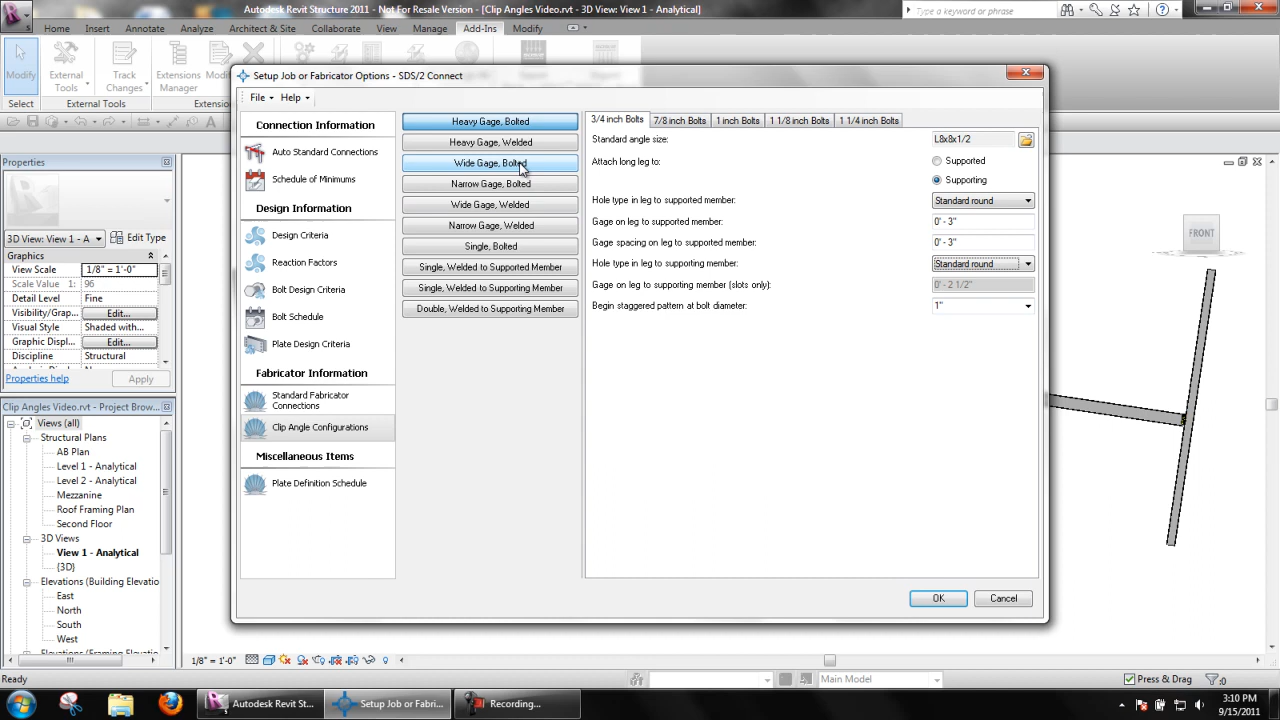 Autodesk Revit Structure 2011 - Not For Resale Version - [Clip Angles Video.rvt - 3D View: View 1 - Analytical]
Type a keyword or phrase
Home
Insert
Annotate
Analyze
Architect & Site
Collaborate
View
Manage
Add-Ins
Modify
Modify
External
Tools
Track
Changes
Extensions
Manager
Select
External Tools
Setup Job or Fabricator Options - SDS/2 Connect
File
Help
Properties
3D View: View 1 - A
Edit Type
Graphics
View Scale
1/8" = 1'-0"
Scale Value 1:
96
Detail Level
Fine
Visibility/Grap...
Edit...
Visual Style
Shaded with...
Graphic Displ...
Edit...
Discipline
Structural
Properties help
Apply
Clip Angles Video.rvt - Project Brow...
Views (all)
Structural Plans
AB Plan
Level 1 - Analytical
Level 2 - Analytical
Mezzanine
Roof Framing Plan
Second Floor
3D Views
View 1 - Analytical
{3D}
Elevations (Building Elevatio
East
North
South
West
Connection Information
Auto Standard Connections
Schedule of Minimums
Design Information
Design Criteria
Reaction Factors
Bolt Design Criteria
Bolt Schedule
Plate Design Criteria
Fabricator Information
Standard Fabricator
Connections
Clip Angle Configurations
Miscellaneous Items
Plate Definition Schedule
Heavy Gage, Bolted
Heavy Gage, Welded
Wide Gage, Bolted
Narrow Gage, Bolted
Wide Gage, Welded
Narrow Gage, Welded
Single, Bolted
Single, Welded to Supported Member
Single, Welded to Supporting Member
Double, Welded to Supporting Member
3/4 inch Bolts
7/8 inch Bolts
1 inch Bolts
1 1/8 inch Bolts
1 1/4 inch Bolts
Standard angle size:
L8x8x1/2
Attach long leg to:
Supported
Supporting
Hole type in leg to supported member:
Standard round
Gage on leg to supported member:
0' - 3"
Gage spacing on leg to supported member:
0' - 3"
Hole type in leg to supporting member:
Standard round
Gage on leg to supporting member (slots only):
0' - 2 1/2"
Begin staggered pattern at bolt diameter:
1"
OK
Cancel
FRONT
1/8" = 1'-0"
Ready
Main Model
Press & Drag
:0
Autodesk Revit St...
Setup Job or Fabri...
Recording...
3:10 PM
9/15/2011